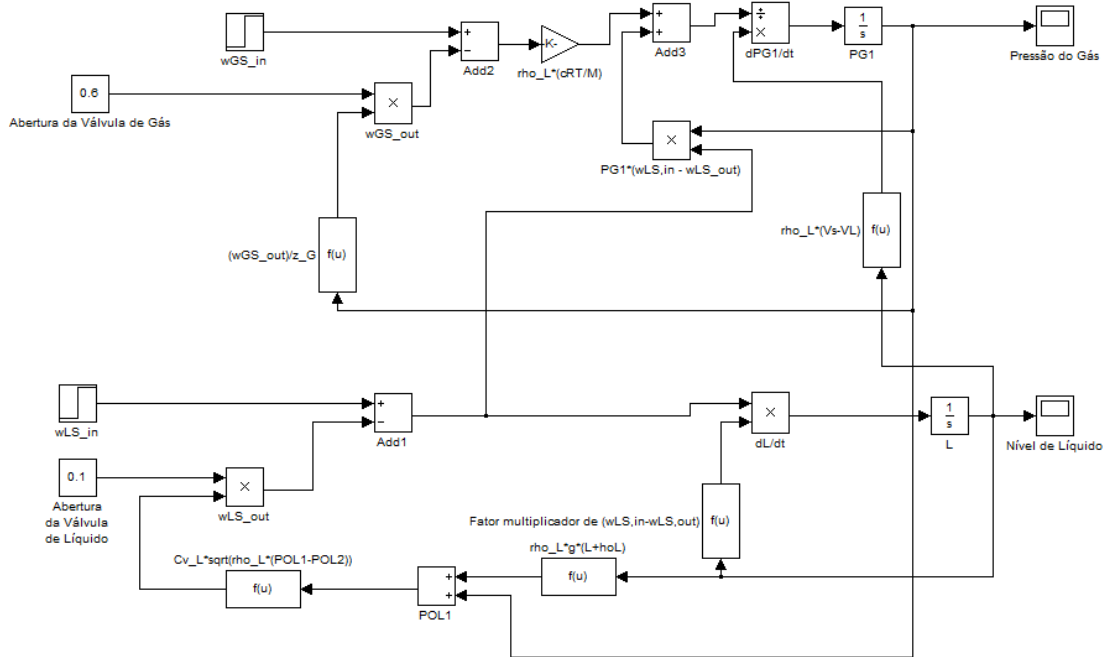 wGS_in
+
−
Add2
K-
rho_L*(cRT/M)
+
+
Add3
÷
×
dPG1/dt
1
s
PG1
Pressão do Gás
0.6
Abertura da Válvula de Gás
×
wGS_out
×
PG1*(wLS,in - wLS_out)
(wGS_out)/z_G
f(u)
rho_L*(Vs-VL)
f(u)
wLS_in
+
−
Add1
×
dL/dt
1
s
L
Nível de Líquido
0.1
Abertura
da Válvula
de Líquido
×
wLS_out
Fator multiplicador de (wLS,in-wLS,out)
f(u)
rho_L*g*(L+hoL)
f(u)
Cv_L*sqrt(rho_L*(POL1-POL2))
f(u)
+
+
POL1